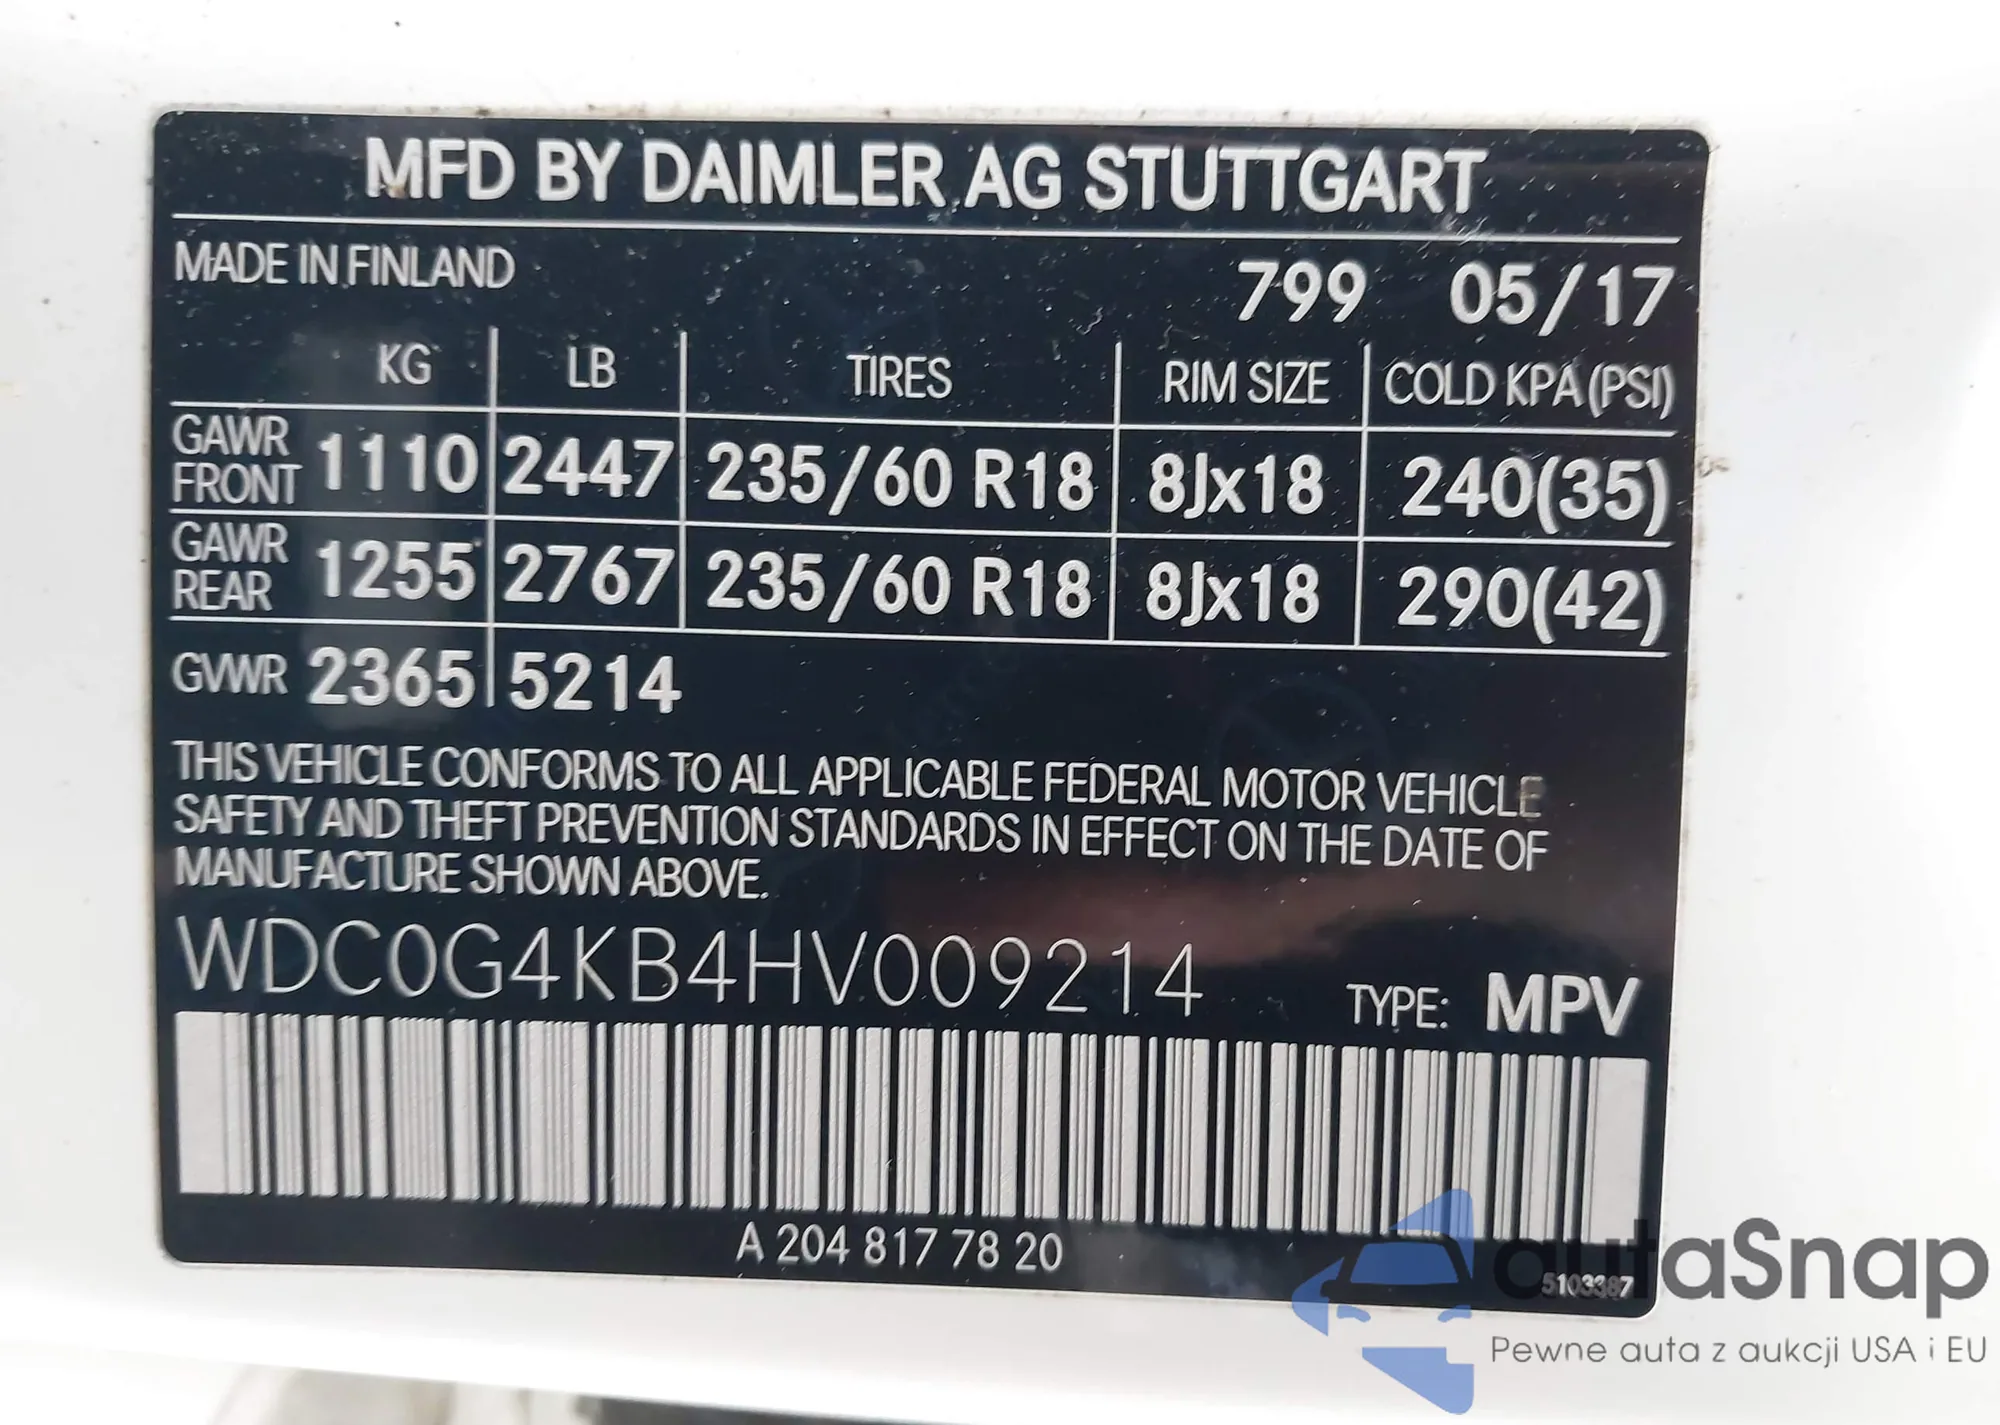 MFD BY DAIMLER AG STUTTGART
MADE IN FINLAND 799 05/17
KG LB TIRES RIM SIZE COLD KPA (PSI)
GAWR FRONT 1110 2447 235/60 R18 8Jx18 240(35)
GAWR REAR 1255 2767 235/60 R18 8Jx18 290(42)
GVWR 2365 5214
THIS VEHICLE CONFORMS TO ALL APPLICABLE FEDERAL MOTOR VEHICLE
SAFETY AND THEFT PREVENTION STANDARDS IN EFFECT ON THE DATE OF
MANUFACTURE SHOWN ABOVE.
WDC0G4KB4HV009214 TYPE: MPV
A 204 817 78 20
5103387
autaSnap
Pewne auta z aukcji USA i EU